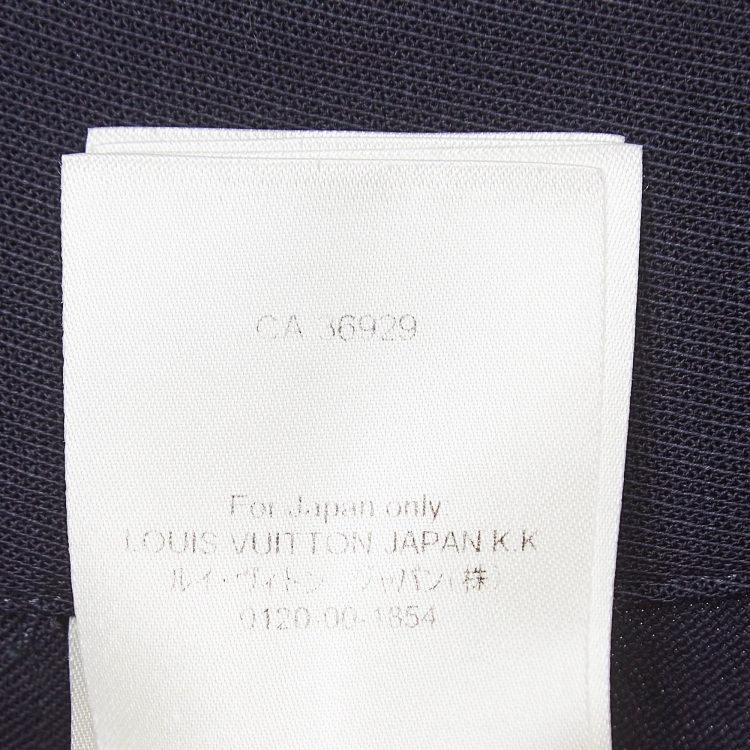 CA 36929
For Japan only
LOUIS VUITTON JAPAN K.K
ルイ・ヴィトン ジャパン(株)
0120-00-1854